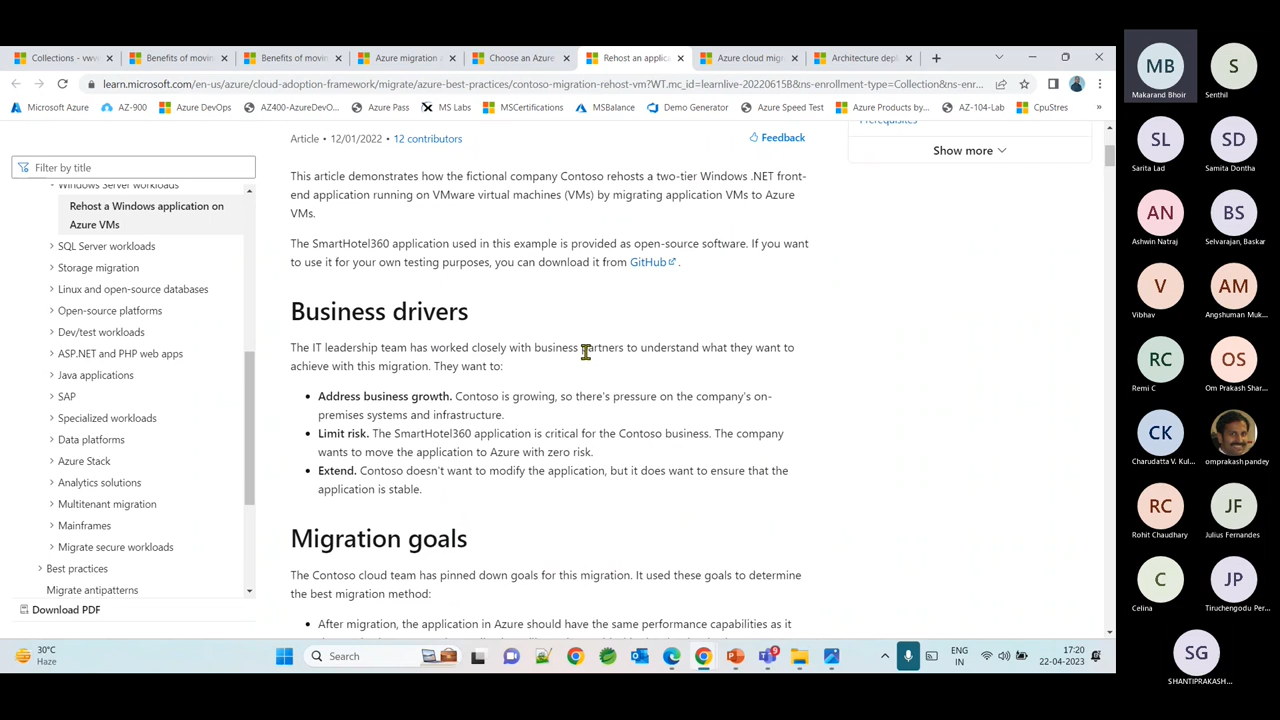 Collections - vwv
Benefits of movin
Benefits of movin
Azure migration a
Choose an Azure
Rehost an applic
Azure cloud migr
Architecture depl
learn.microsoft.com/en-us/azure/cloud-adoption-framework/migrate/azure-best-practices/contoso-migration-rehost-vm?WT.mc_id=learnlive-20220615B&ns-enrollment-type=Collection&ns-enr...
Microsoft Azure
AZ-900
Azure DevOps
AZ400-AzureDevO...
Azure Pass
MS Labs
MSCertifications
MSBalance
Demo Generator
Azure Speed Test
Azure Products by...
AZ-104-Lab
CpuStres
»
Prerequisites
Show more
Article • 12/01/2022 • 12 contributors
Feedback
Filter by title
Windows Server workloads
Rehost a Windows application on
Azure VMs
SQL Server workloads
Storage migration
Linux and open-source databases
Open-source platforms
Dev/test workloads
ASP.NET and PHP web apps
Java applications
SAP
Specialized workloads
Data platforms
Azure Stack
Analytics solutions
Multitenant migration
Mainframes
Migrate secure workloads
Best practices
Migrate antipatterns
Download PDF
This article demonstrates how the fictional company Contoso rehosts a two-tier Windows .NET front-
end application running on VMware virtual machines (VMs) by migrating application VMs to Azure
VMs.
The SmartHotel360 application used in this example is provided as open-source software. If you want
to use it for your own testing purposes, you can download it from GitHub .
Business drivers
The IT leadership team has worked closely with business partners to understand what they want to
achieve with this migration. They want to:
• Address business growth. Contoso is growing, so there's pressure on the company's on-
premises systems and infrastructure.
• Limit risk. The SmartHotel360 application is critical for the Contoso business. The company
wants to move the application to Azure with zero risk.
• Extend. Contoso doesn't want to modify the application, but it does want to ensure that the
application is stable.
Migration goals
The Contoso cloud team has pinned down goals for this migration. It used these goals to determine
the best migration method:
• After migration, the application in Azure should have the same performance capabilities as it
30°C
Haze
Search
9
ENG
IN
17:20
22-04-2023
MB
Makarand Bhoir
S
Senthil
SL
Sarita Lad
SD
Samita Dontha
AN
Ashwin Natraj
BS
Selvarajan, Baskar
V
Vibhav
AM
Angshuman Muk...
RC
Remi C
OS
Om Prakash Shar...
CK
Charudatta V. Kul...
omprakash pandey
RC
Rohit Chaudhary
JF
Julius Fernandes
C
Celina
JP
Tiruchengodu Per...
SG
SHANTIPRAKASH...